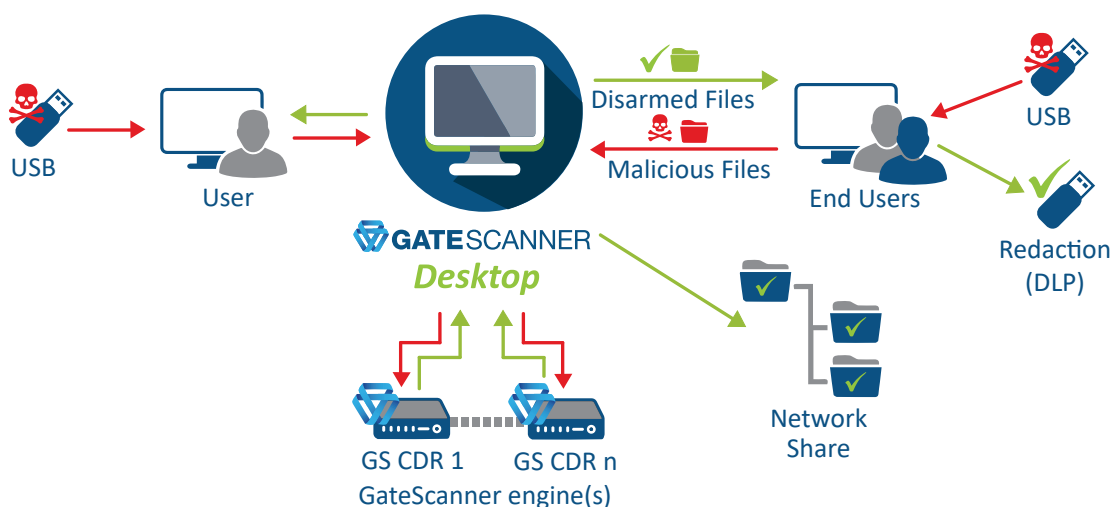 USB
User
Disarmed Files
Malicious Files
End Users
USB
Redaction
(DLP)
GATESCANNER
Desktop
Network
Share
GS CDR 1
GS CDR n
GateScanner engine(s)